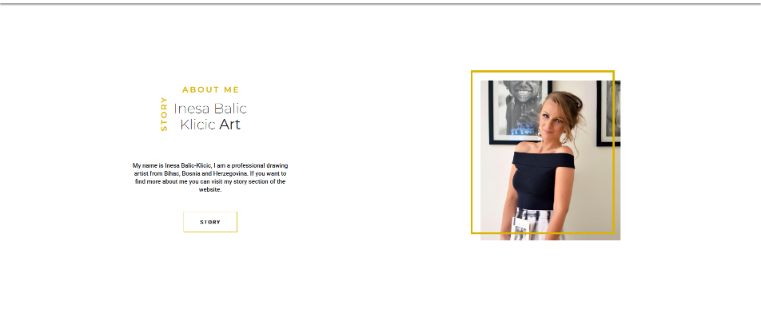 ABOUT ME
STORY
Inesa Balic
Klicic Art
My name is Inesa Balic-Klicic, I am a professional drawing
artist from Bihac, Bosnia and Herzegovina. If you want to
find more about me you can visit my story section of the
website.
STORY